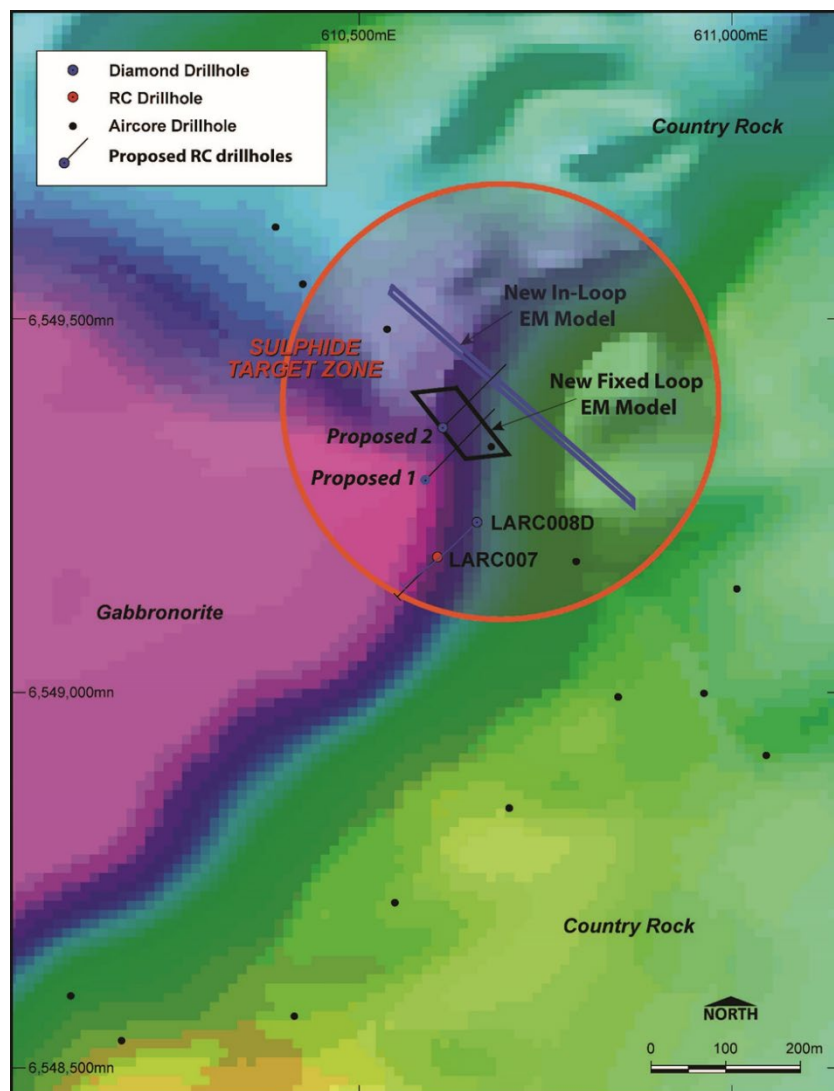 610,500mE
611,000mE
Diamond Drillhole
RC Drillhole
Aircore Drillhole
Proposed RC drillholes
Country Rock
New In-Loop
EM Model
6,549,500mn
SULPHIDE
TARGET ZONE
New Fixed Loop
EM Model
Proposed 2
Proposed 1
LARC008D
LARC007
Gabbronorite
6,549,000mn
Country Rock
NORTH
0
100
200m
6,548,500mn